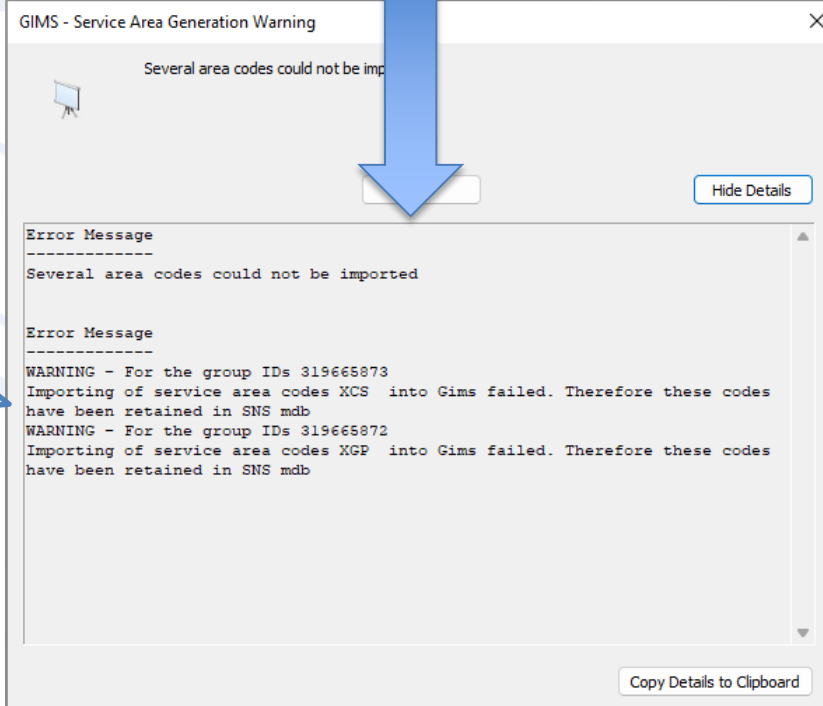 GIMS - Service Area Generation Warning
Several area codes could not be imp
Hide Details
Error Message
-------------
Several area codes could not be imported
Error Message
-------------
WARNING - For the group IDs 319665873
Importing of service area codes XCS  into Gims failed. Therefore these codes
have been retained in SNS mdb
WARNING - For the group IDs 319665872
Importing of service area codes XGP  into Gims failed. Therefore these codes
have been retained in SNS mdb
Copy Details to Clipboard